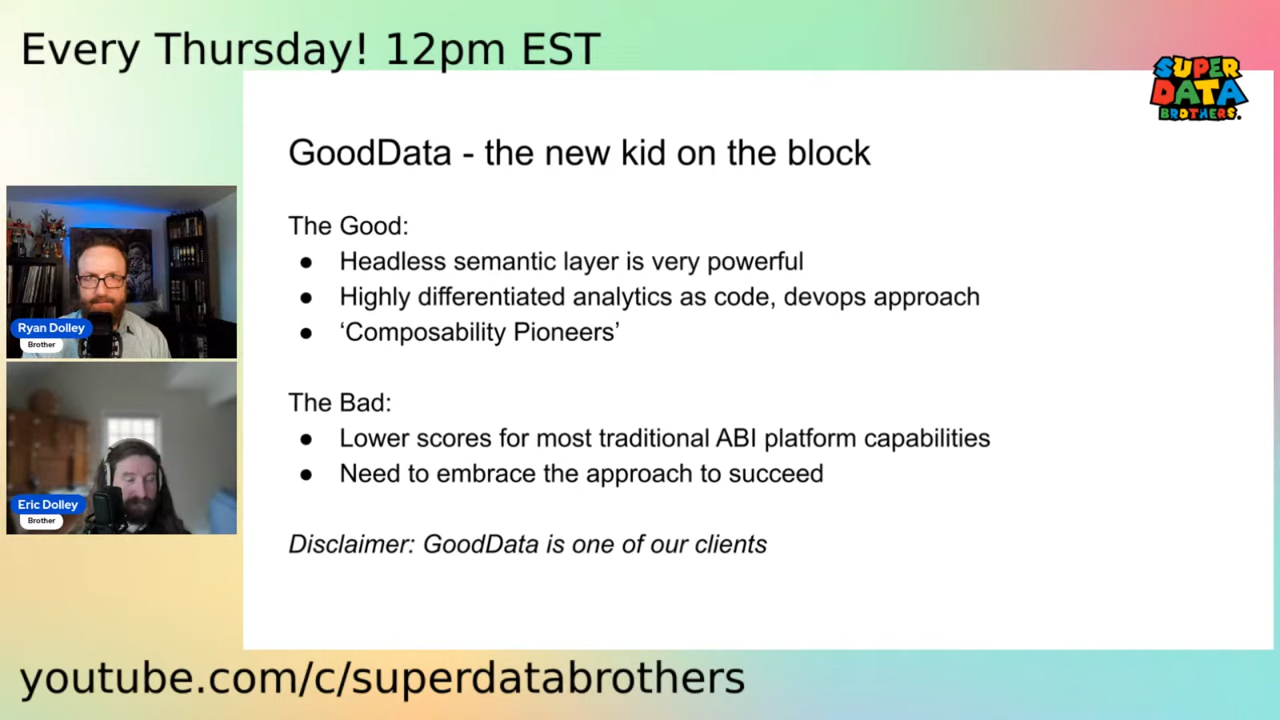 Every Thursday! 12pm EST
SUPER
DATA
BROTHERS.
GoodData - the new kid on the block
The Good:
● Headless semantic layer is very powerful
● Highly differentiated analytics as code, devops approach
● ‘Composability Pioneers’
The Bad:
● Lower scores for most traditional ABI platform capabilities
● Need to embrace the approach to succeed
Disclaimer: GoodData is one of our clients
Ryan Dolley
Brother
Eric Dolley
Brother
youtube.com/c/superdatabrothers